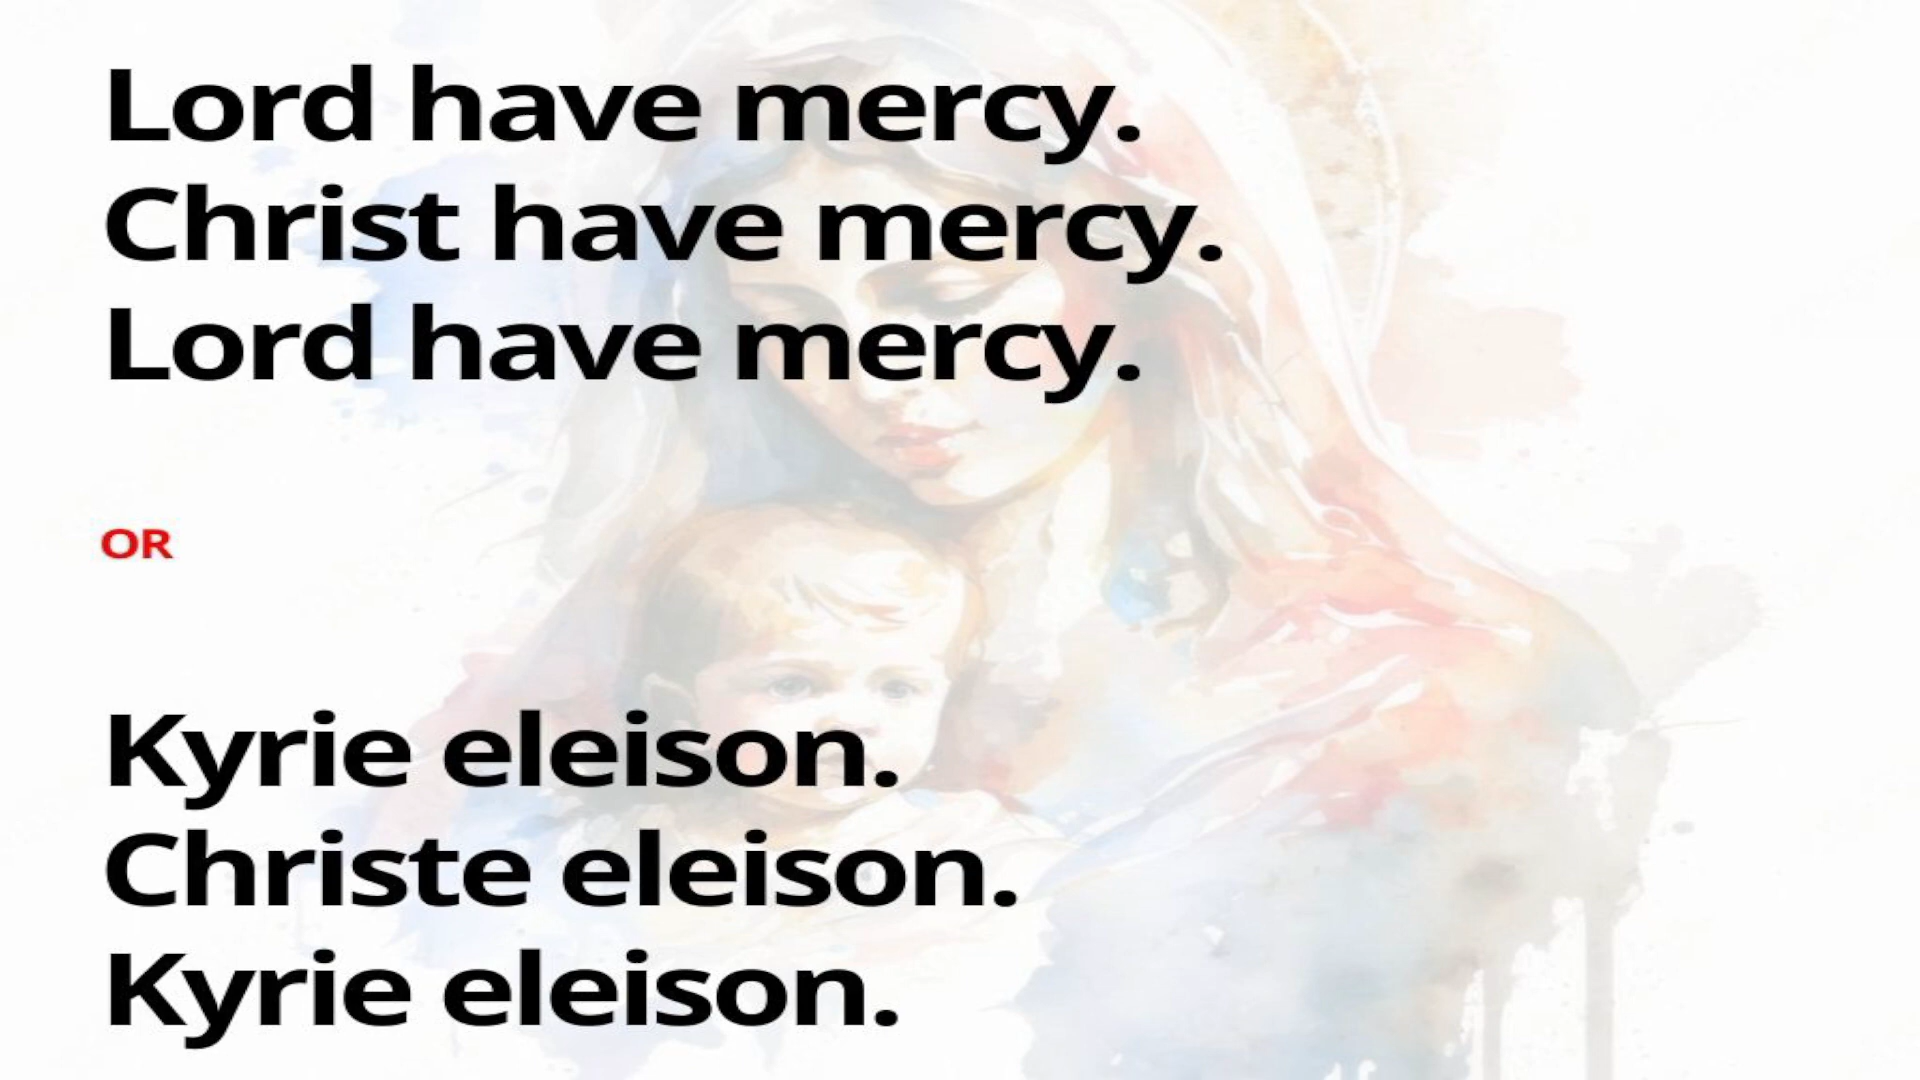 Lord have mercy.
Christ have mercy.
Lord have mercy.
OR
Kyrie eleison.
Christe eleison.
Kyrie eleison.